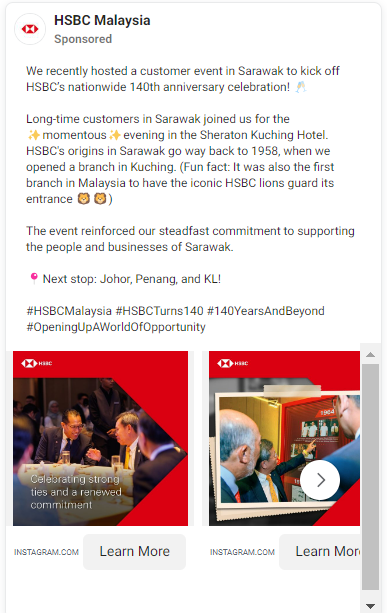 HSBC Malaysia
Sponsored
We recently hosted a customer event in Sarawak to kick off
HSBC's nationwide 140th anniversary celebration! 🥂
Long-time customers in Sarawak joined us for the
✨momentous✨evening in the Sheraton Kuching Hotel.
HSBC's origins in Sarawak go way back to 1958, when we
opened a branch in Kuching. (Fun fact: It was also the first
branch in Malaysia to have the iconic HSBC lions guard its
entrance 🦁🦁)
The event reinforced our steadfast commitment to supporting
the people and businesses of Sarawak.
📍Next stop: Johor, Penang, and KL!
#HSBCMalaysia #HSBCTurns140 #140YearsAndBeyond
#OpeningUpAWorldOfOpportunity
HSBC
Celebrating strong
ties and a renewed
commitment
INSTAGRAM.COM
Learn More
HSBC
1984
INSTAGRAM.COM
Learn Mor